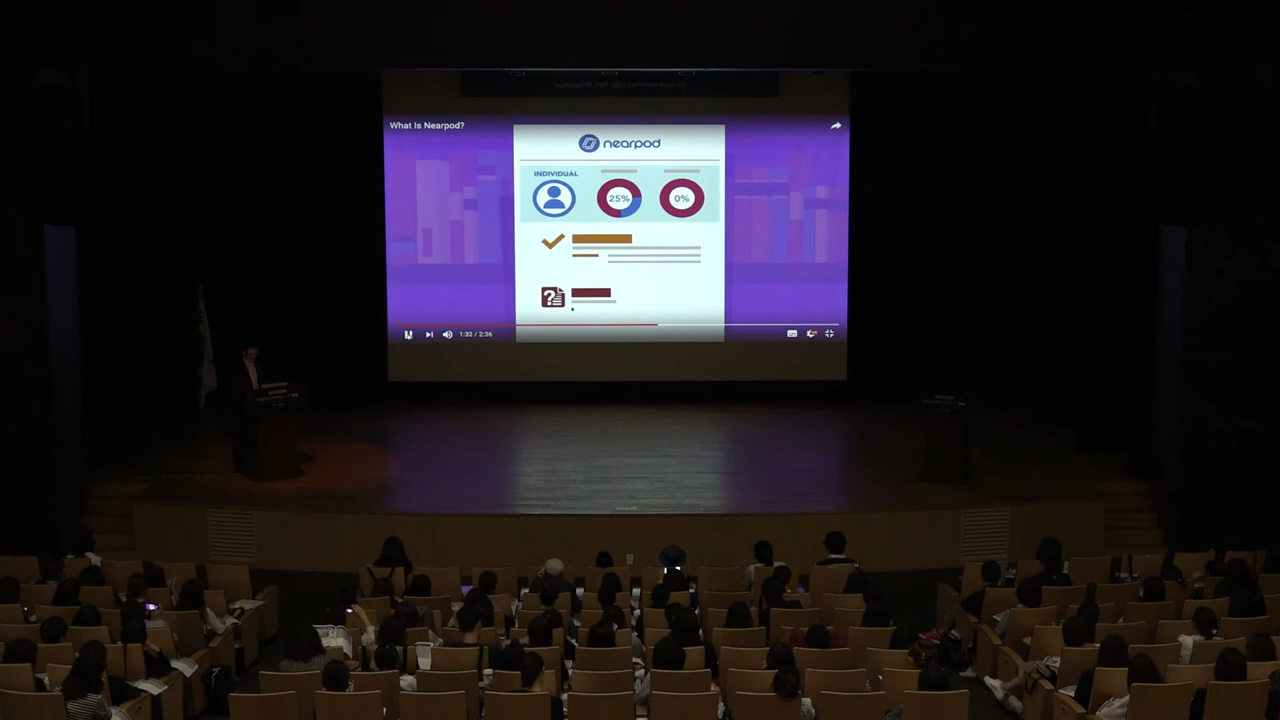 What Is Nearpod?
nearpod
INDIVIDUAL
25%
0%
?
1:32 / 2:36